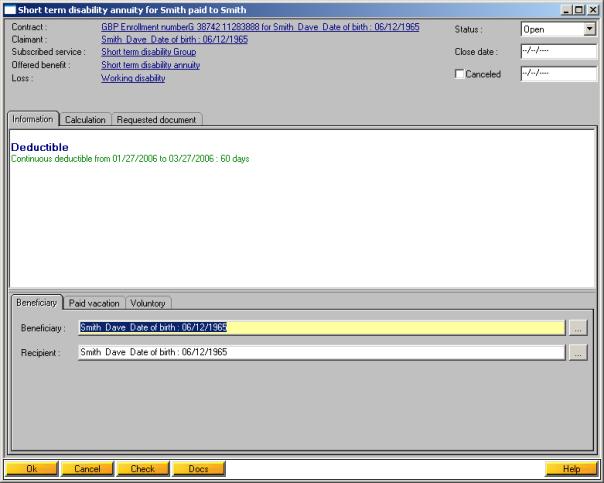 Short term disability annuity for Smith paid to Smith
Contract : GBP Enrollment numberG 38742 11283888 for Smith Dave Date of birth : 06/12/1965
Status : Open
Claimant : Smith Dave Date of birth : 06/12/1965
Subscribed service : Short term disability Group
Close date : --/--/----
Offered benefit : Short term disability annuity
Loss : Working disability
Canceled --/--/----
Information Calculation Requested document
Deductible
Continuous deductible from 01/27/2006 to 03/27/2006 : 60 days
Beneficiary Paid vacation Voluntory
Beneficiary : Smith Dave Date of birth : 06/12/1965 ...
Recipient : Smith Dave Date of birth : 06/12/1965 ...
Ok Cancel Check Docs Help